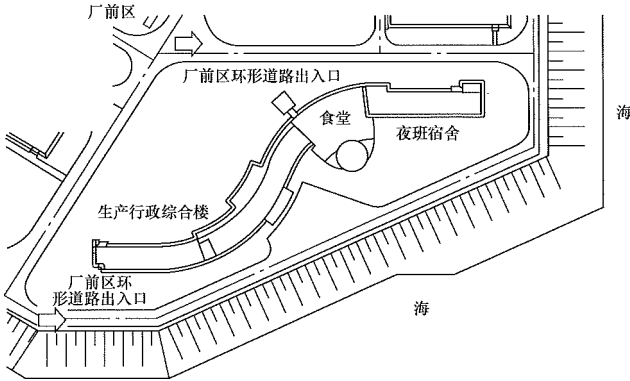 厂前区
厂前区环形道路出入口
海
食堂
夜班宿舍
生产行政综合楼
厂前区环
形道路出入口
海